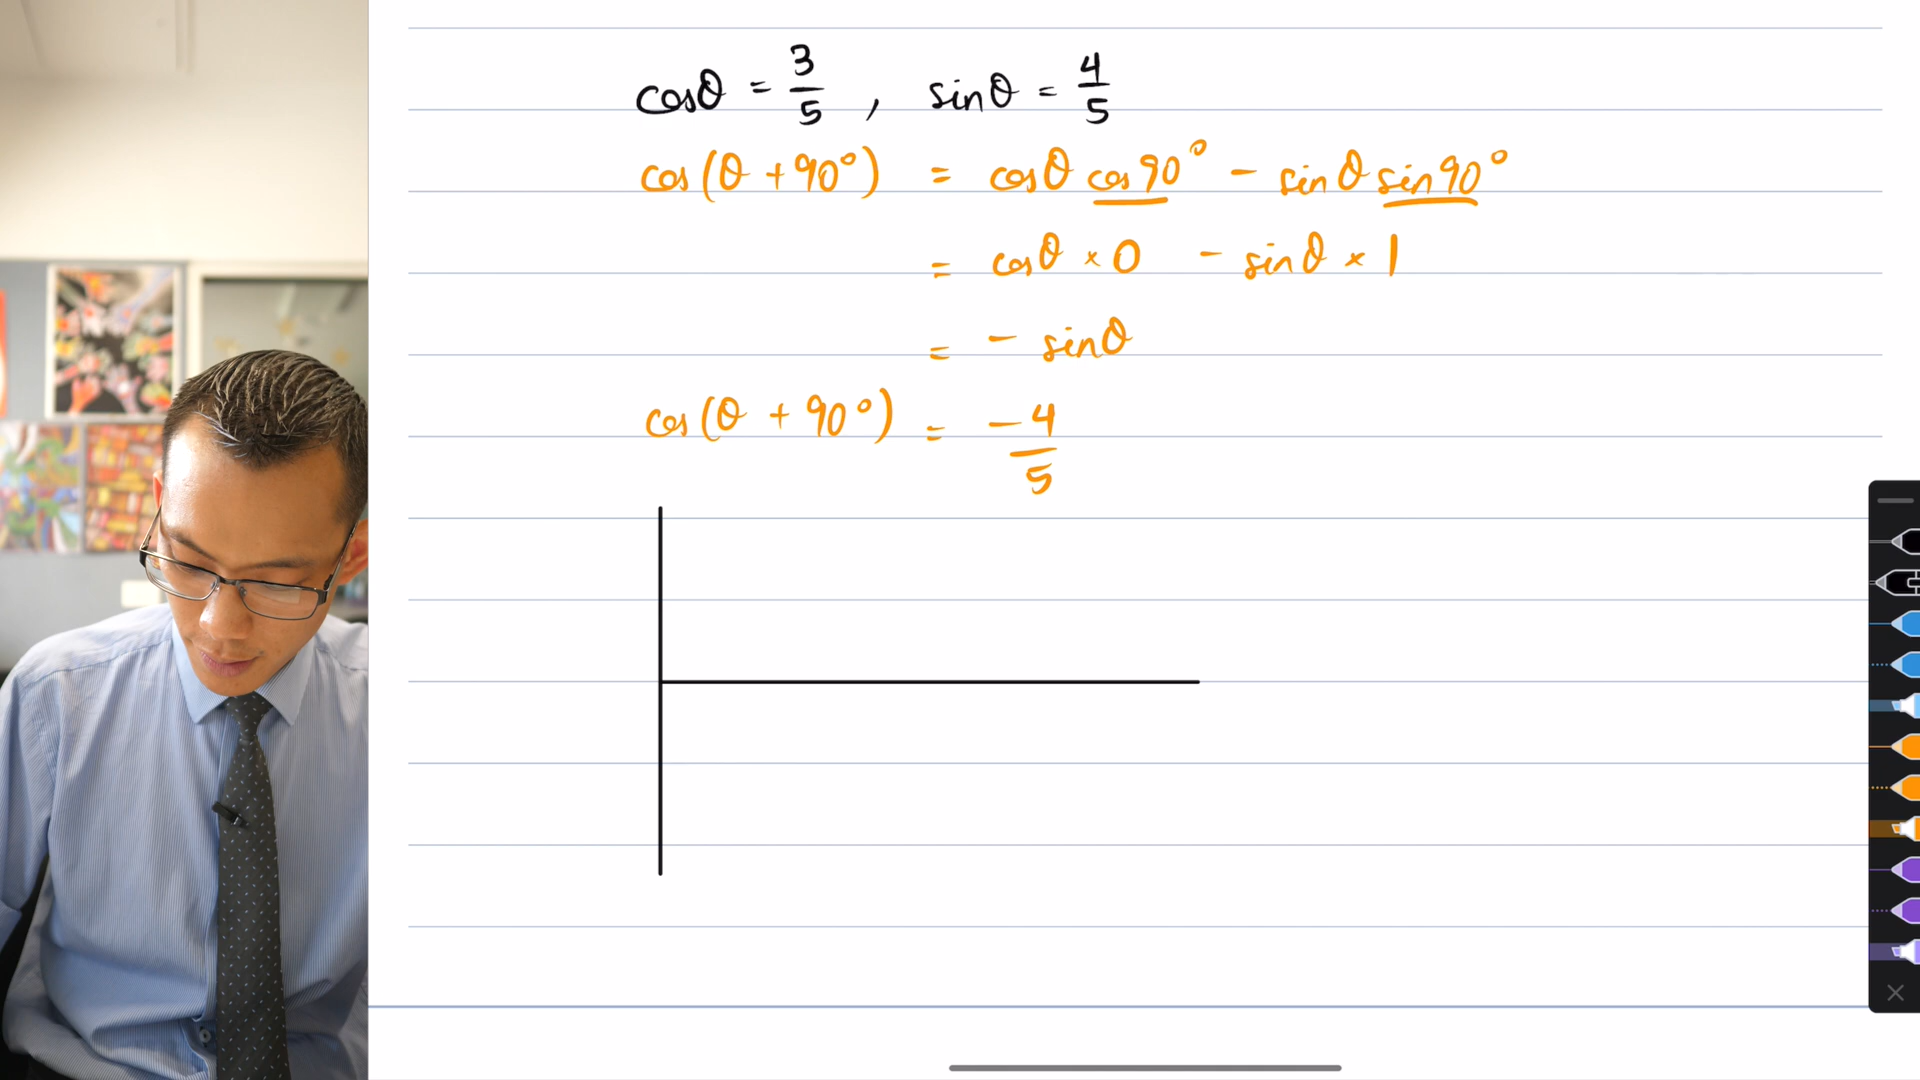 cosθ = 3/5 , sinθ = 4/5
cos(θ + 90°) = cosθ cos90° − sinθ sin90°
= cosθ × 0 − sinθ × 1
= − sinθ
cos(θ + 90°) = −4/5